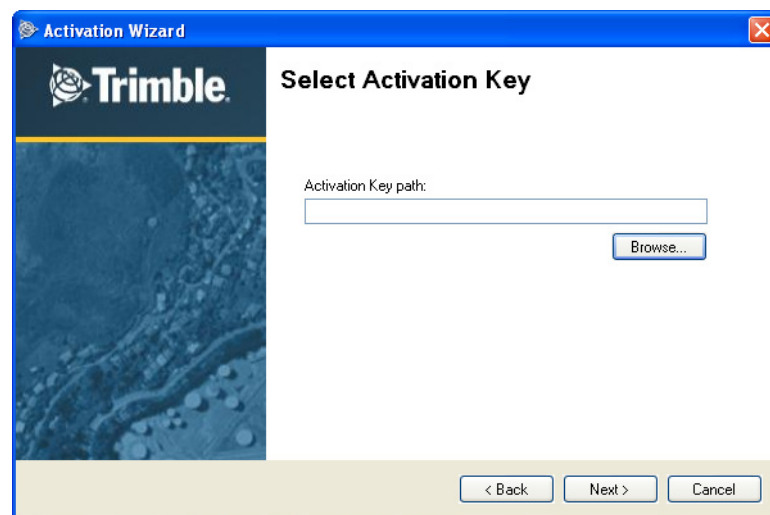 Activation Wizard
Trimble.
Select Activation Key
Activation Key path:
Browse...
< Back
Next >
Cancel